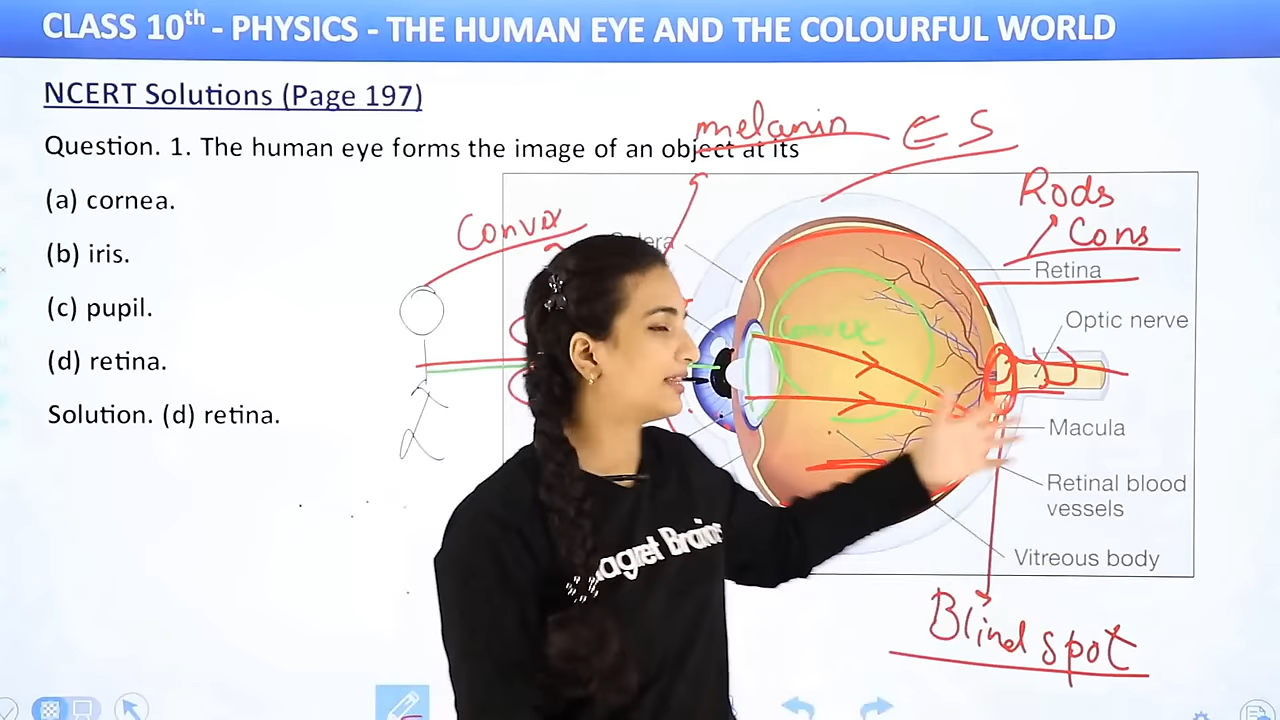 CLASS 10th - PHYSICS - THE HUMAN EYE AND THE COLOURFUL WORLD
NCERT Solutions (Page 197)
Question. 1. The human eye forms the image of an object at its
(a) cornea.
(b) iris.
(c) pupil.
(d) retina.
Solution. (d) retina.
melanin
ES
Convex
Rods
Cons
Retina
Optic nerve
Convex
Macula
Retinal blood
vessels
Vitreous body
Blind spot
agret Brain